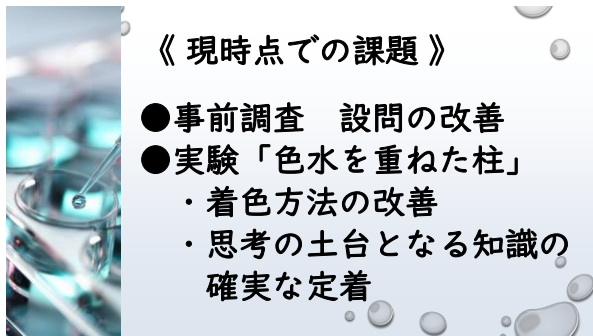 《 現時点での課題 》
●事前調査　設問の改善
●実験「色水を重ねた柱」
・着色方法の改善
・思考の土台となる知識の
確実な定着